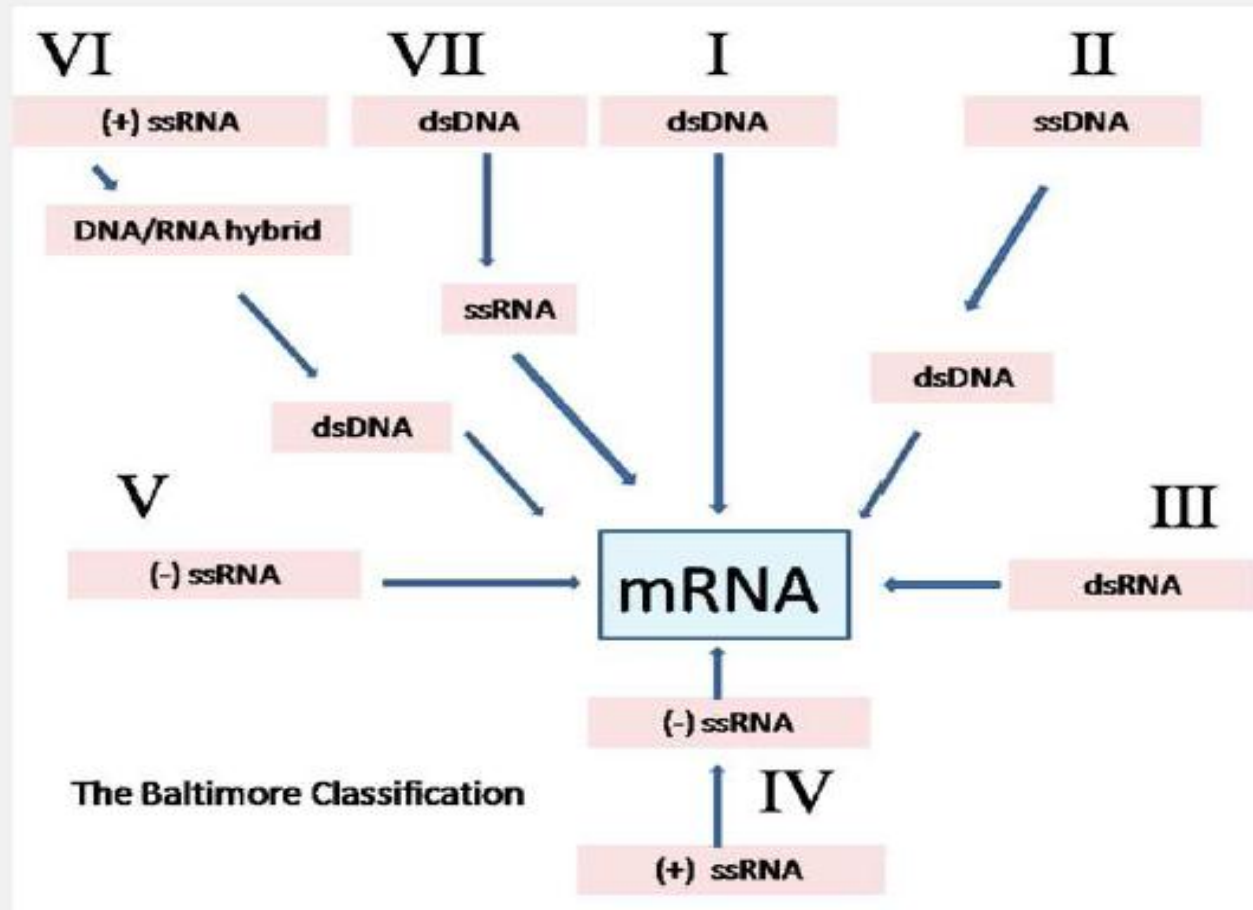 VI
VII
I
II
(+) ssRNA
dsDNA
dsDNA
ssDNA
DNA/RNA hybrid
ssRNA
dsDNA
dsDNA
V
III
(-) ssRNA
mRNA
dsRNA
(-) ssRNA
The Baltimore Classification
IV
(+) ssRNA